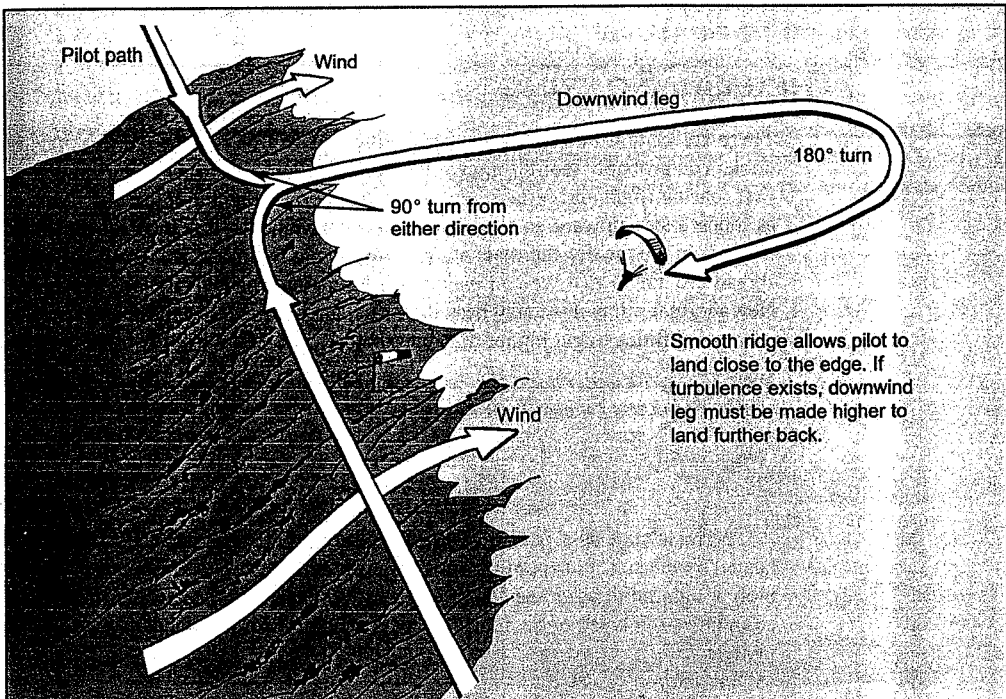 Pilot path
Wind
Downwind leg
180° turn
90° turn from
either direction
Smooth ridge allows pilot to
land close to the edge. If
turbulence exists, downwind
leg must be made higher to
land further back.
Wind